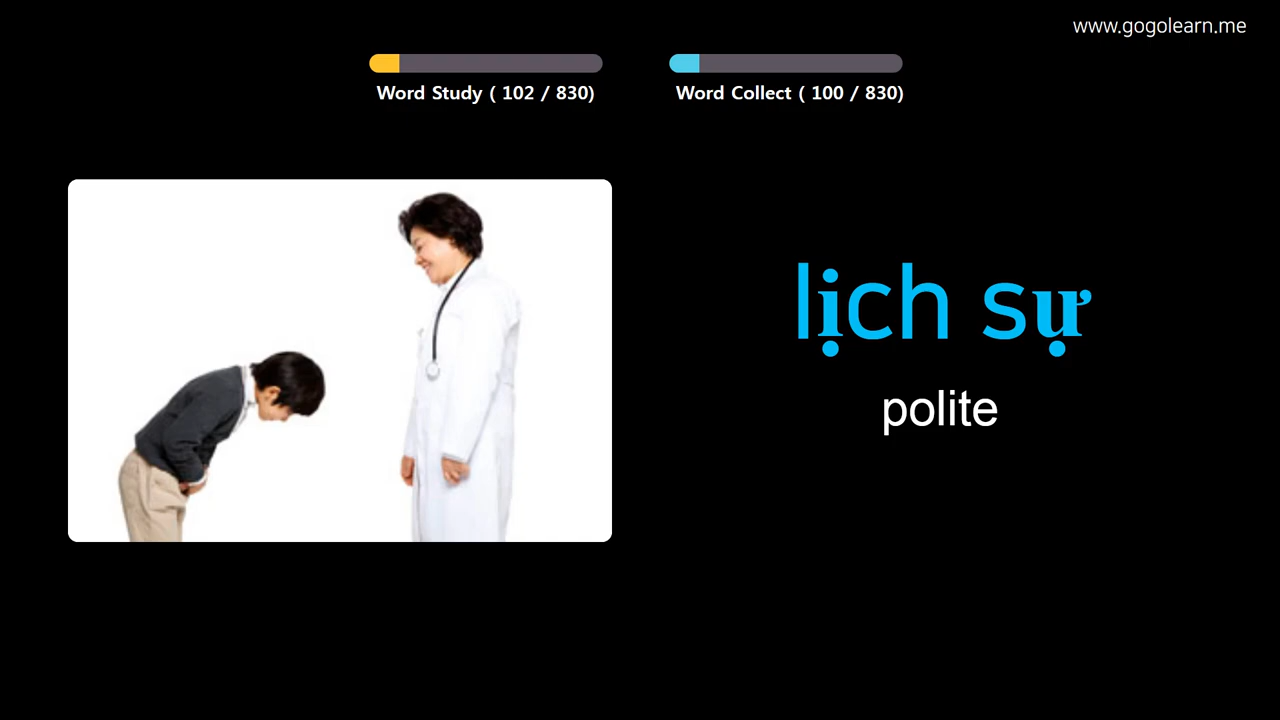 www.gogolearn.me
Word Study ( 102 / 830)
Word Collect ( 100 / 830)
lịch sự
polite